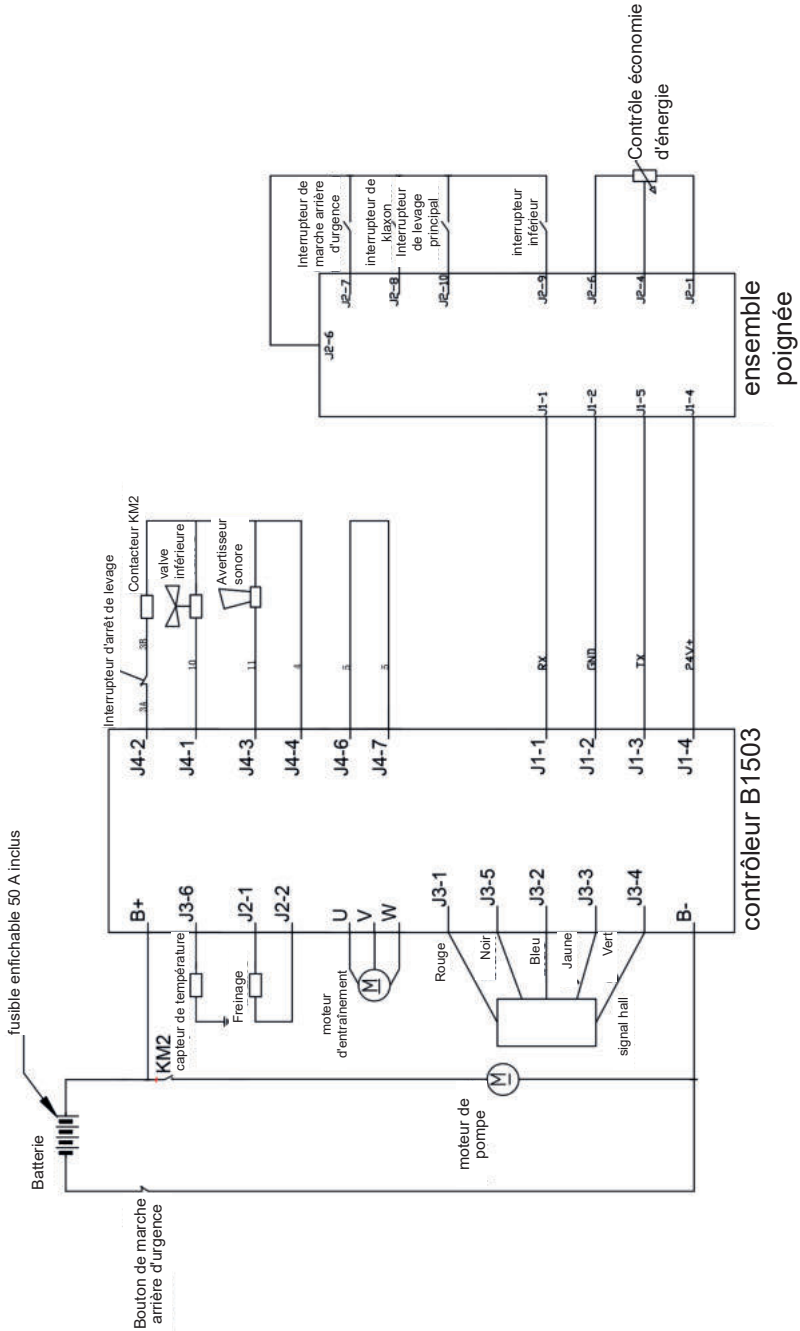 fusible enfichable 50 A inclus
Batterie
Bouton de marche
arrière d'urgence
KM2
moteur de
pompe
capteur de température
Freinage
moteur
d'entraînement
M
M
Rouge
Noir
Bleu
Jaune
Vert
signal hall
B+
J3-6
J2-1
J2-2
U
V
W
J3-1
J3-5
J3-2
J3-3
J3-4
B-
contrôleur B1503
J4-2
J4-1
J4-3
J4-4
J4-6
J4-7
J1-1
J1-2
J1-3
J1-4
Interrupteur d'arrêt de levage
3A
3B
Contacteur KM2
10
valve
inférieure
11
Avertisseur
sonore
4
5
5
RX
GND
TX
24V+
J1-1
J1-2
J1-5
J1-4
ensemble
poignée
J2-6
J2-7
J2-8
J2-10
J2-9
J2-6
J2-4
J2-1
Interrupteur de
marche arrière
d'urgence
interrupteur de
klaxon
Interrupteur
de levage
principal
interrupteur
inférieur
Contrôle économie
d'énergie